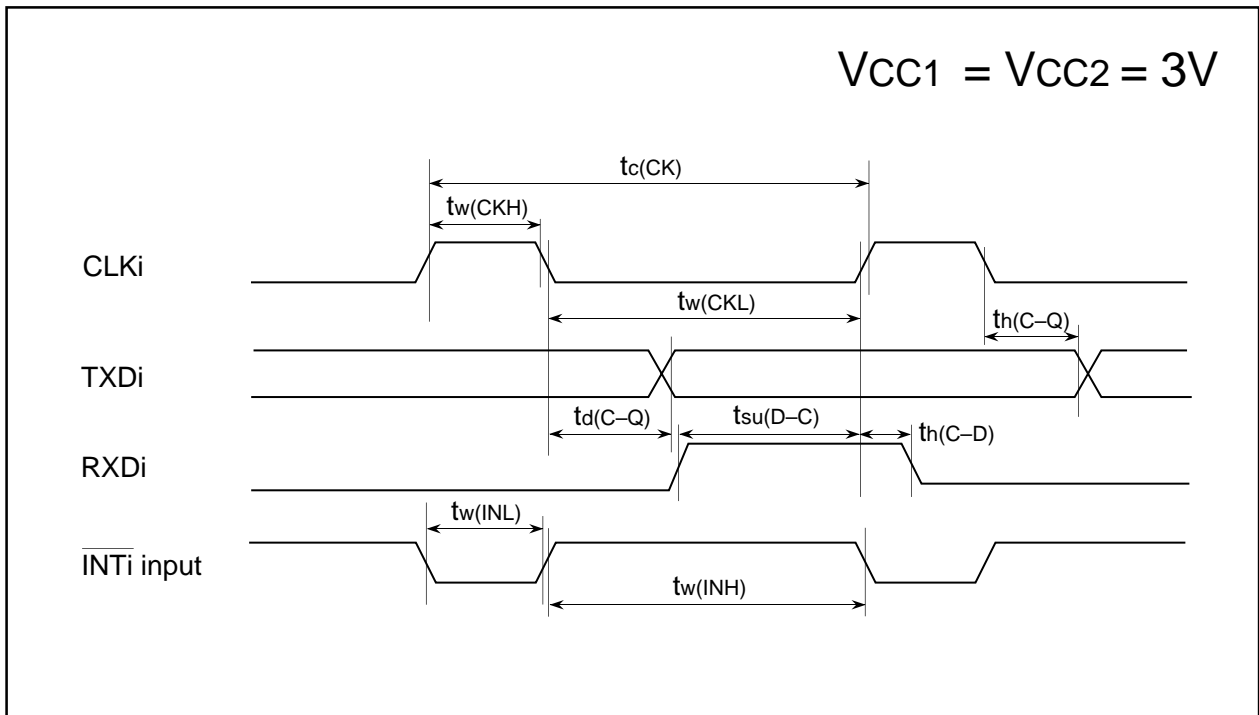 VCC1 = VCC2 = 3V
tc(CK)
tw(CKH)
CLKi
tw(CKL)
th(C–Q)
TXDi
td(C–Q)
tsu(D–C)
th(C–D)
RXDi
tw(INL)
INTi input
tw(INH)